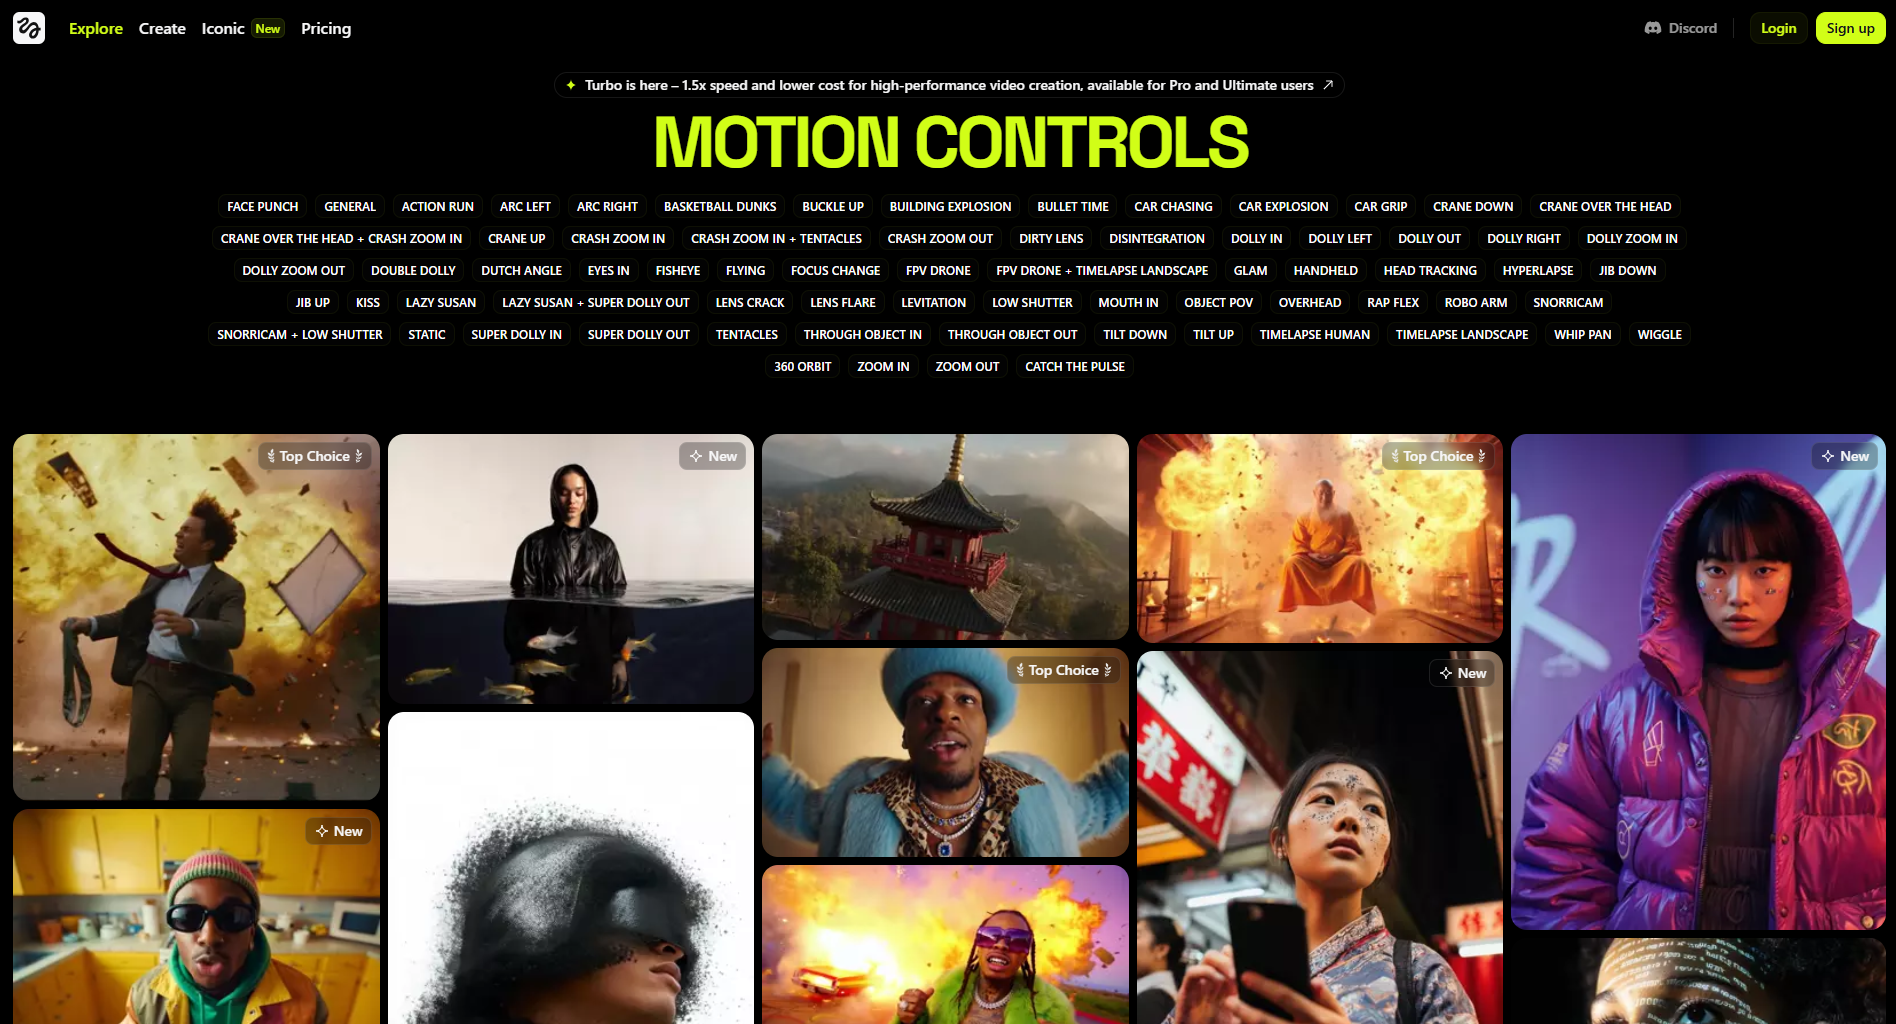 Explore Create Iconic New Pricing Discord Login Sign up
Turbo is here – 1.5x speed and lower cost for high-performance video creation, available for Pro and Ultimate users
MOTION CONTROLS
FACE PUNCH GENERAL ACTION RUN ARC LEFT ARC RIGHT BASKETBALL DUNKS BUCKLE UP BUILDING EXPLOSION BULLET TIME CAR CHASING CAR EXPLOSION CAR GRIP CRANE DOWN CRANE OVER THE HEAD
CRANE OVER THE HEAD + CRASH ZOOM IN CRANE UP CRASH ZOOM IN CRASH ZOOM IN + TENTACLES CRASH ZOOM OUT DIRTY LENS DISINTEGRATION DOLLY IN DOLLY LEFT DOLLY OUT DOLLY RIGHT DOLLY ZOOM IN
DOLLY ZOOM OUT DOUBLE DOLLY DUTCH ANGLE EYES IN FISHEYE FLYING FOCUS CHANGE FPV DRONE FPV DRONE + TIMELAPSE LANDSCAPE GLAM HANDHELD HEAD TRACKING HYPERLAPSE JIB DOWN
JIB UP KISS LAZY SUSAN LAZY SUSAN + SUPER DOLLY OUT LENS CRACK LENS FLARE LEVITATION LOW SHUTTER MOUTH IN OBJECT POV OVERHEAD RAP FLEX ROBO ARM SNORRICAM
SNORRICAM + LOW SHUTTER STATIC SUPER DOLLY IN SUPER DOLLY OUT TENTACLES THROUGH OBJECT IN THROUGH OBJECT OUT TILT DOWN TILT UP TIMELAPSE HUMAN TIMELAPSE LANDSCAPE WHIP PAN WIGGLE
360 ORBIT ZOOM IN ZOOM OUT CATCH THE PULSE
Top Choice
New
Top Choice
New
Top Choice
New
New